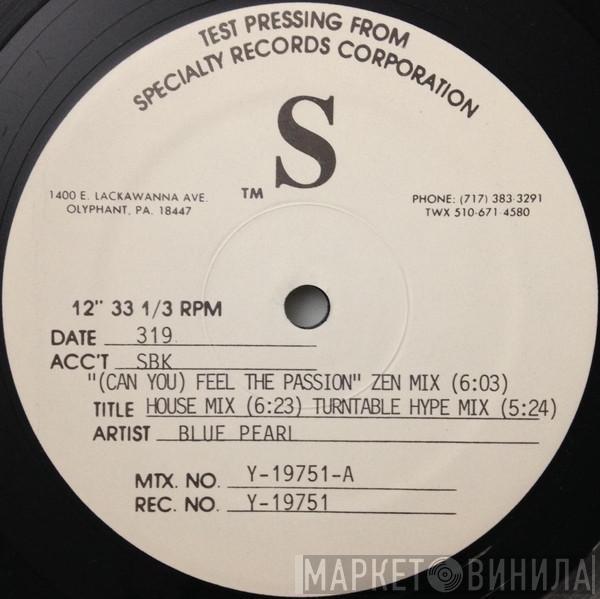 TEST PRESSING FROM
SPECIALTY RECORDS CORPORATION
S
TM
1400 E. LACKAWANNA AVE.
OLYPHANT, PA. 18447
PHONE: (717) 383-3291
TWX 510-671-4580
12" 33 1/3 RPM
DATE 319
ACC'T SBK
"(CAN YOU) FEEL THE PASSION" ZEN MIX (6:03)
TITLE HOUSE MIX (6:23) TURNTABLE HYPE MIX (5:24)
ARTIST BLUE PEARL
MTX. NO. Y-19751-A
REC. NO. Y-19751
МАРКЕТ ВИНИЛА